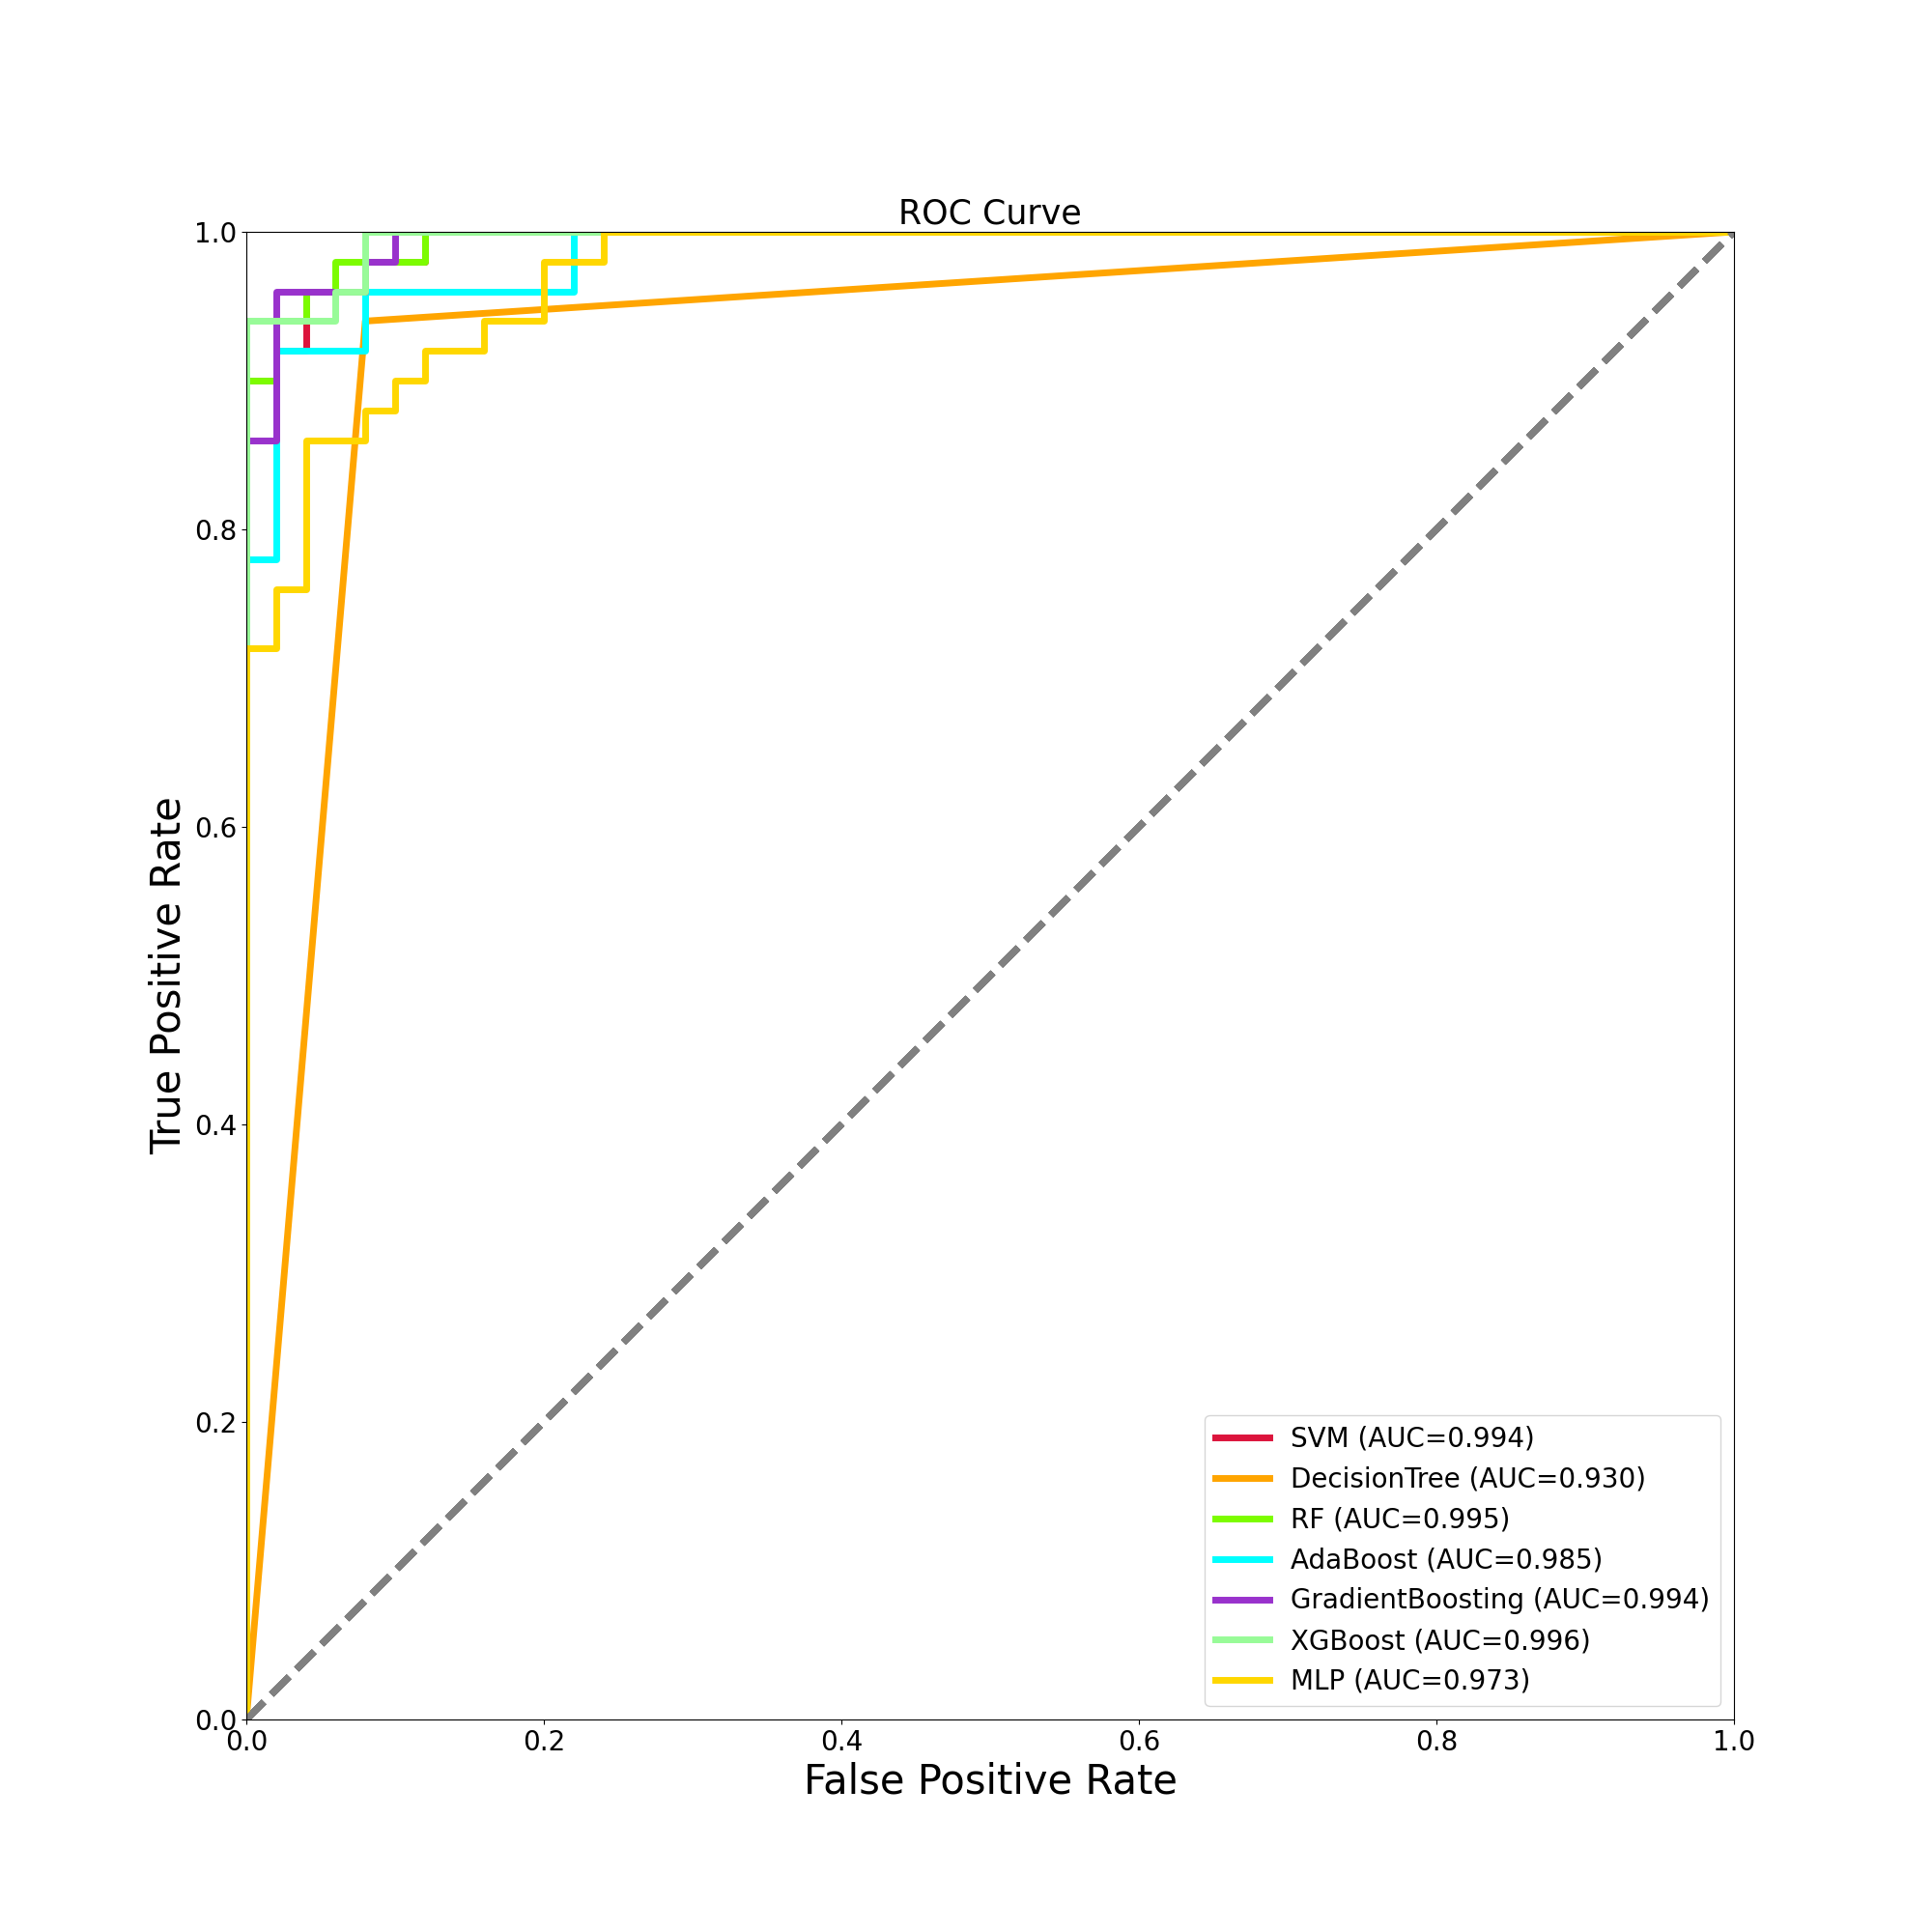 ROC Curve
1.0
0.8
0.6
0.4
0.2
0.0
True Positive Rate
0.0 0.2 0.4 0.6 0.8 1.0
False Positive Rate
SVM (AUC=0.994)
DecisionTree (AUC=0.930)
RF (AUC=0.995)
AdaBoost (AUC=0.985)
GradientBoosting (AUC=0.994)
XGBoost (AUC=0.996)
MLP (AUC=0.973)